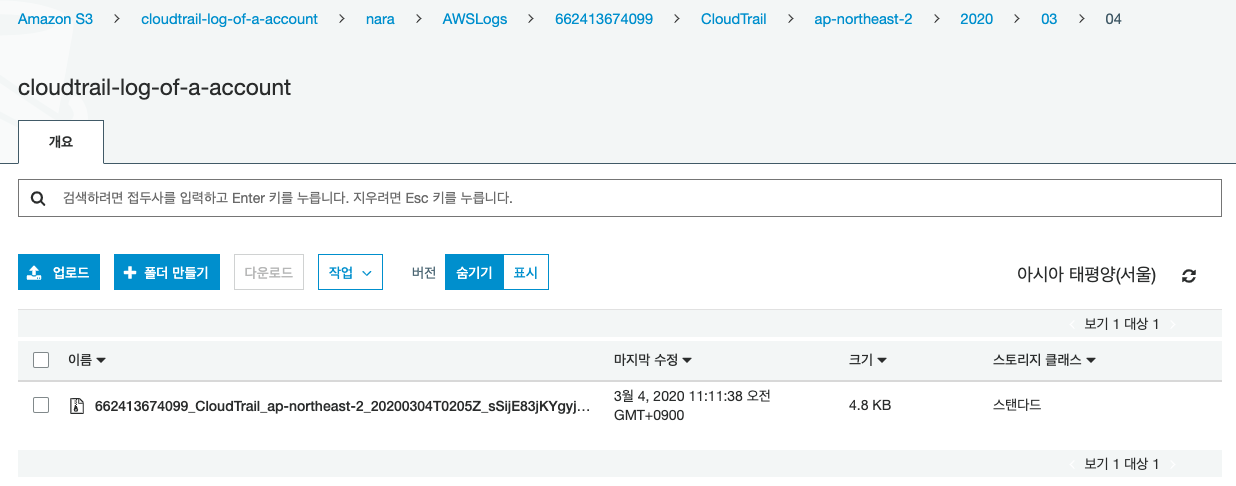 Amazon S3 > cloudtrail-log-of-a-account > nara > AWSLogs > 662413674099 > CloudTrail > ap-northeast-2 > 2020 > 03 > 04
cloudtrail-log-of-a-account
개요
검색하려면 접두사를 입력하고 Enter 키를 누릅니다. 지우려면 Esc 키를 누릅니다.
업로드 + 폴더 만들기 다운로드 작업 버전 숨기기 표시 아시아 태평양(서울)
보기 1 대상 1
이름 마지막 수정 크기 스토리지 클래스
662413674099_CloudTrail_ap-northeast-2_20200304T0205Z_sSijE83jKYgyj... 3월 4, 2020 11:11:38 오전 4.8 KB 스탠다드
GMT+0900
보기 1 대상 1